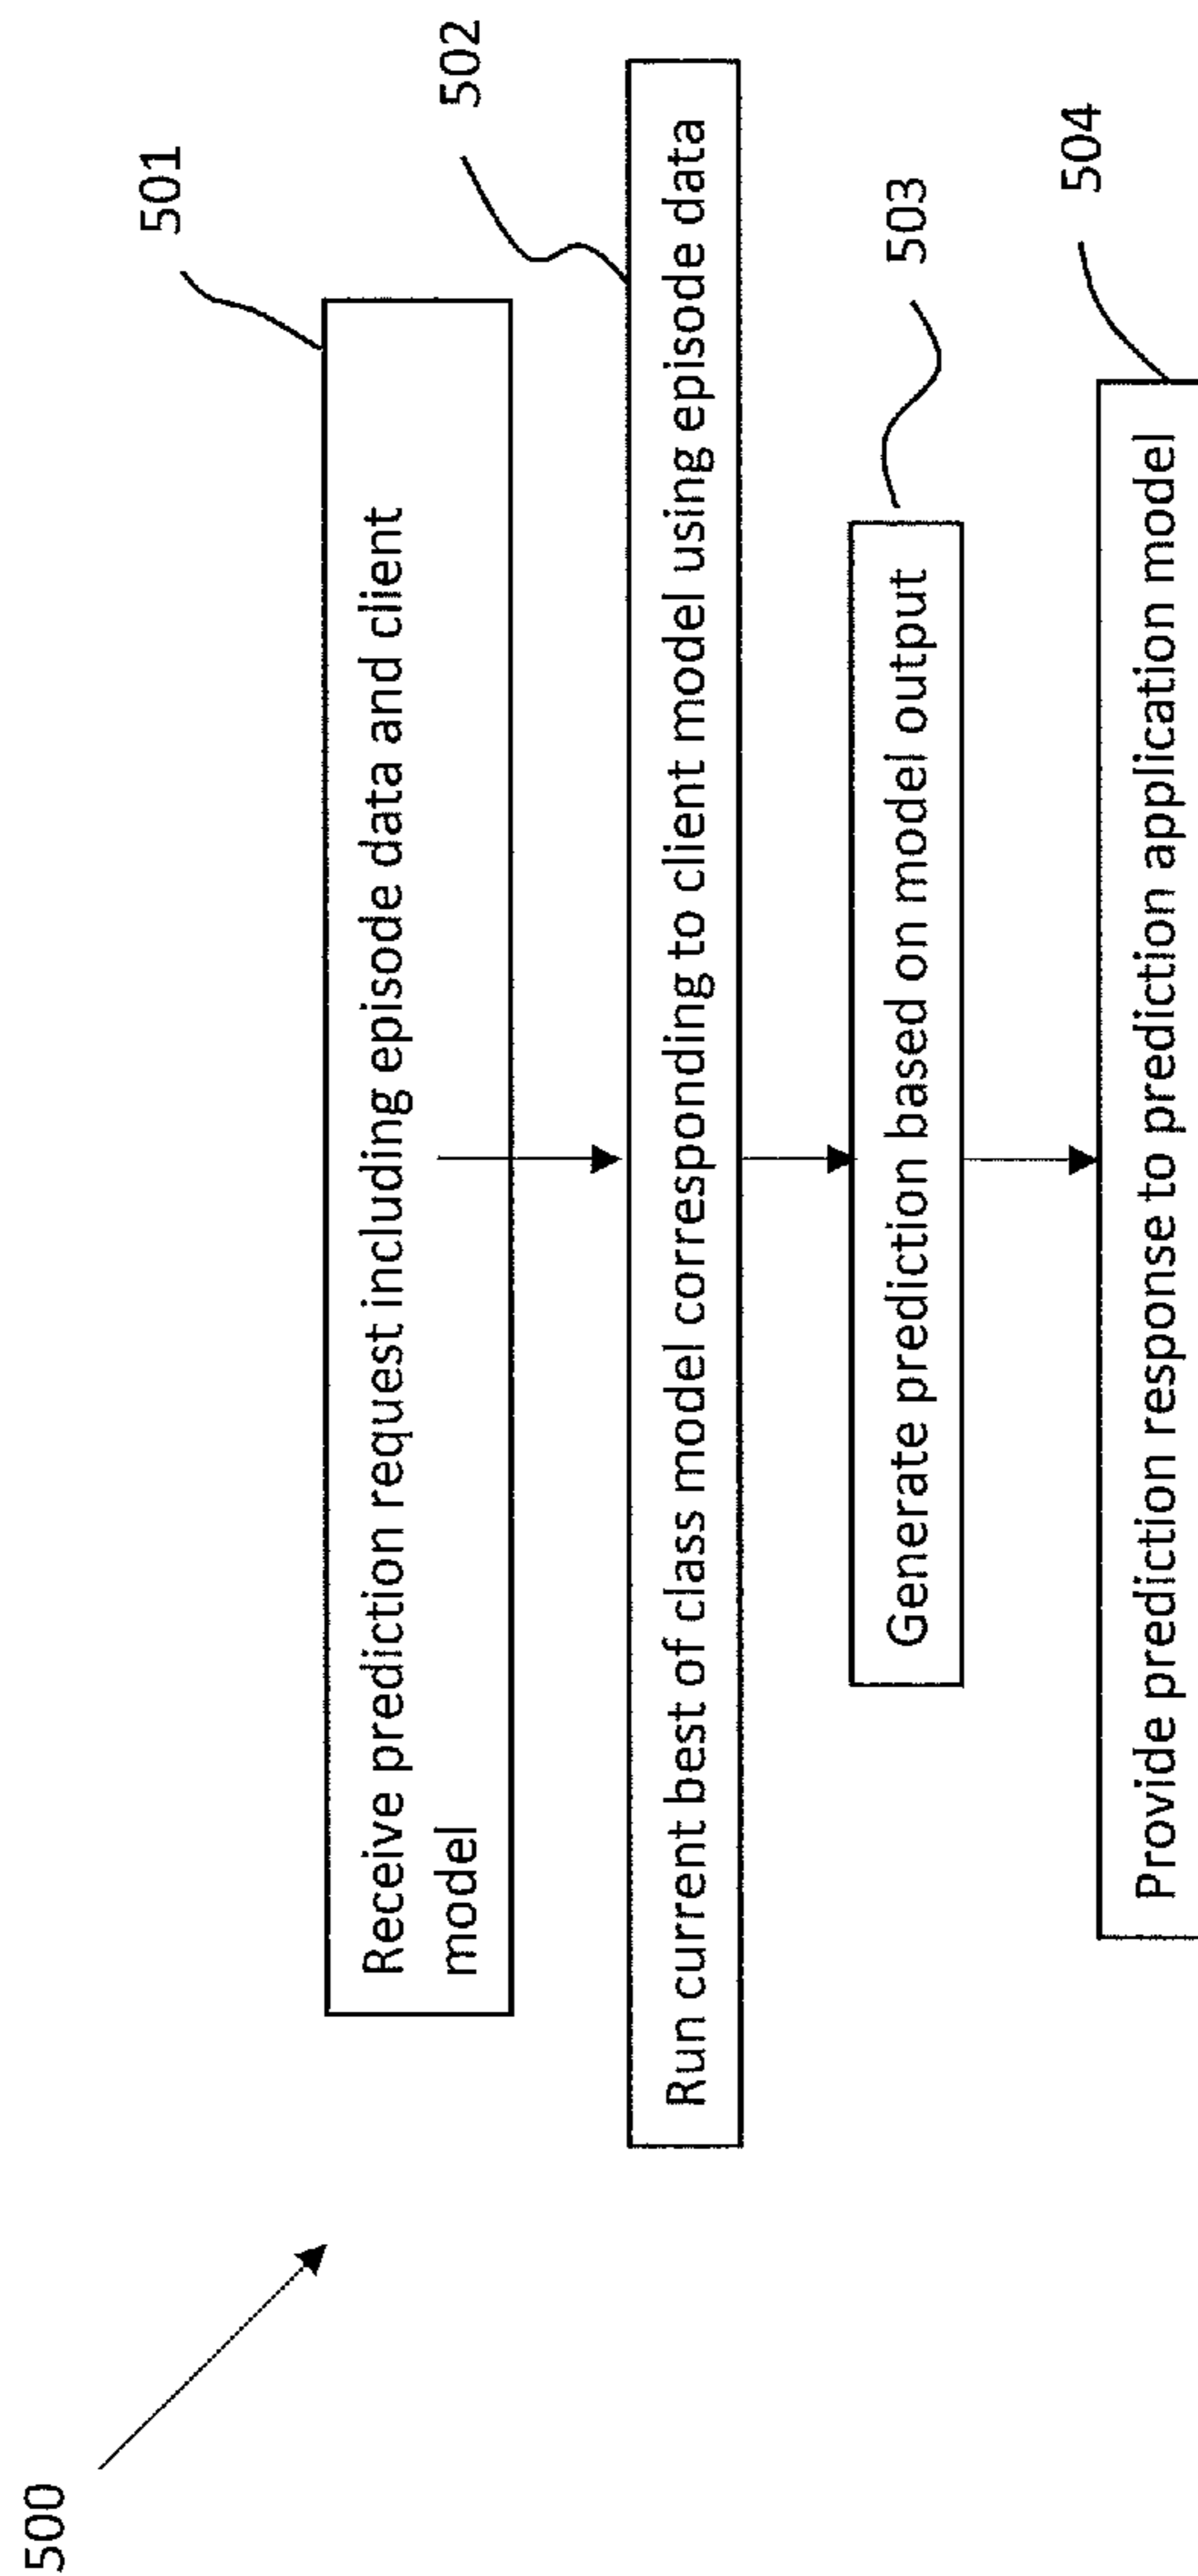 500
501
Receive prediction request including episode data and client
model
502
Run current best of class model corresponding to client model using episode data
503
Generate prediction based on model output
504
Provide prediction response to prediction application model